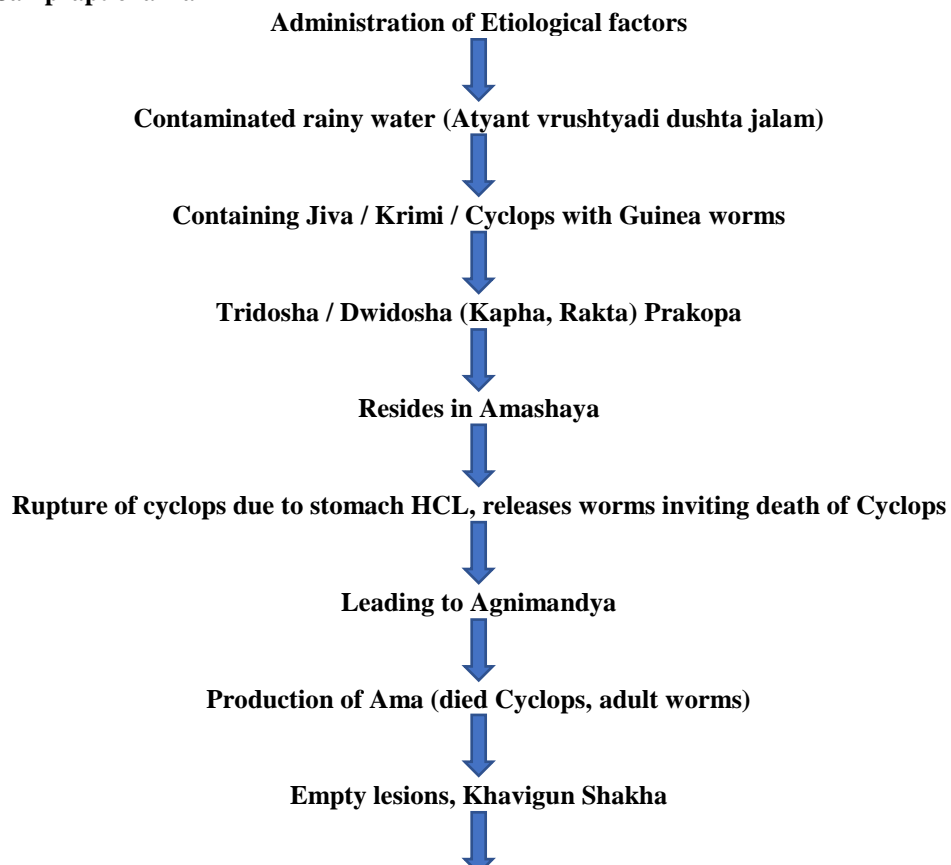 Administration of Etiological factors
Contaminated rainy water (Atyant vrushtyadi dushta jalam)
Containing Jiva / Krimi / Cyclops with Guinea worms
Tridosha / Dwidosha (Kapha, Rakta) Prakopa
Resides in Amashaya
Rupture of cyclops due to stomach HCL, releases worms inviting death of Cyclops
Leading to Agnimandya
Production of Ama (died Cyclops, adult worms)
Empty lesions, Khavigun Shakha